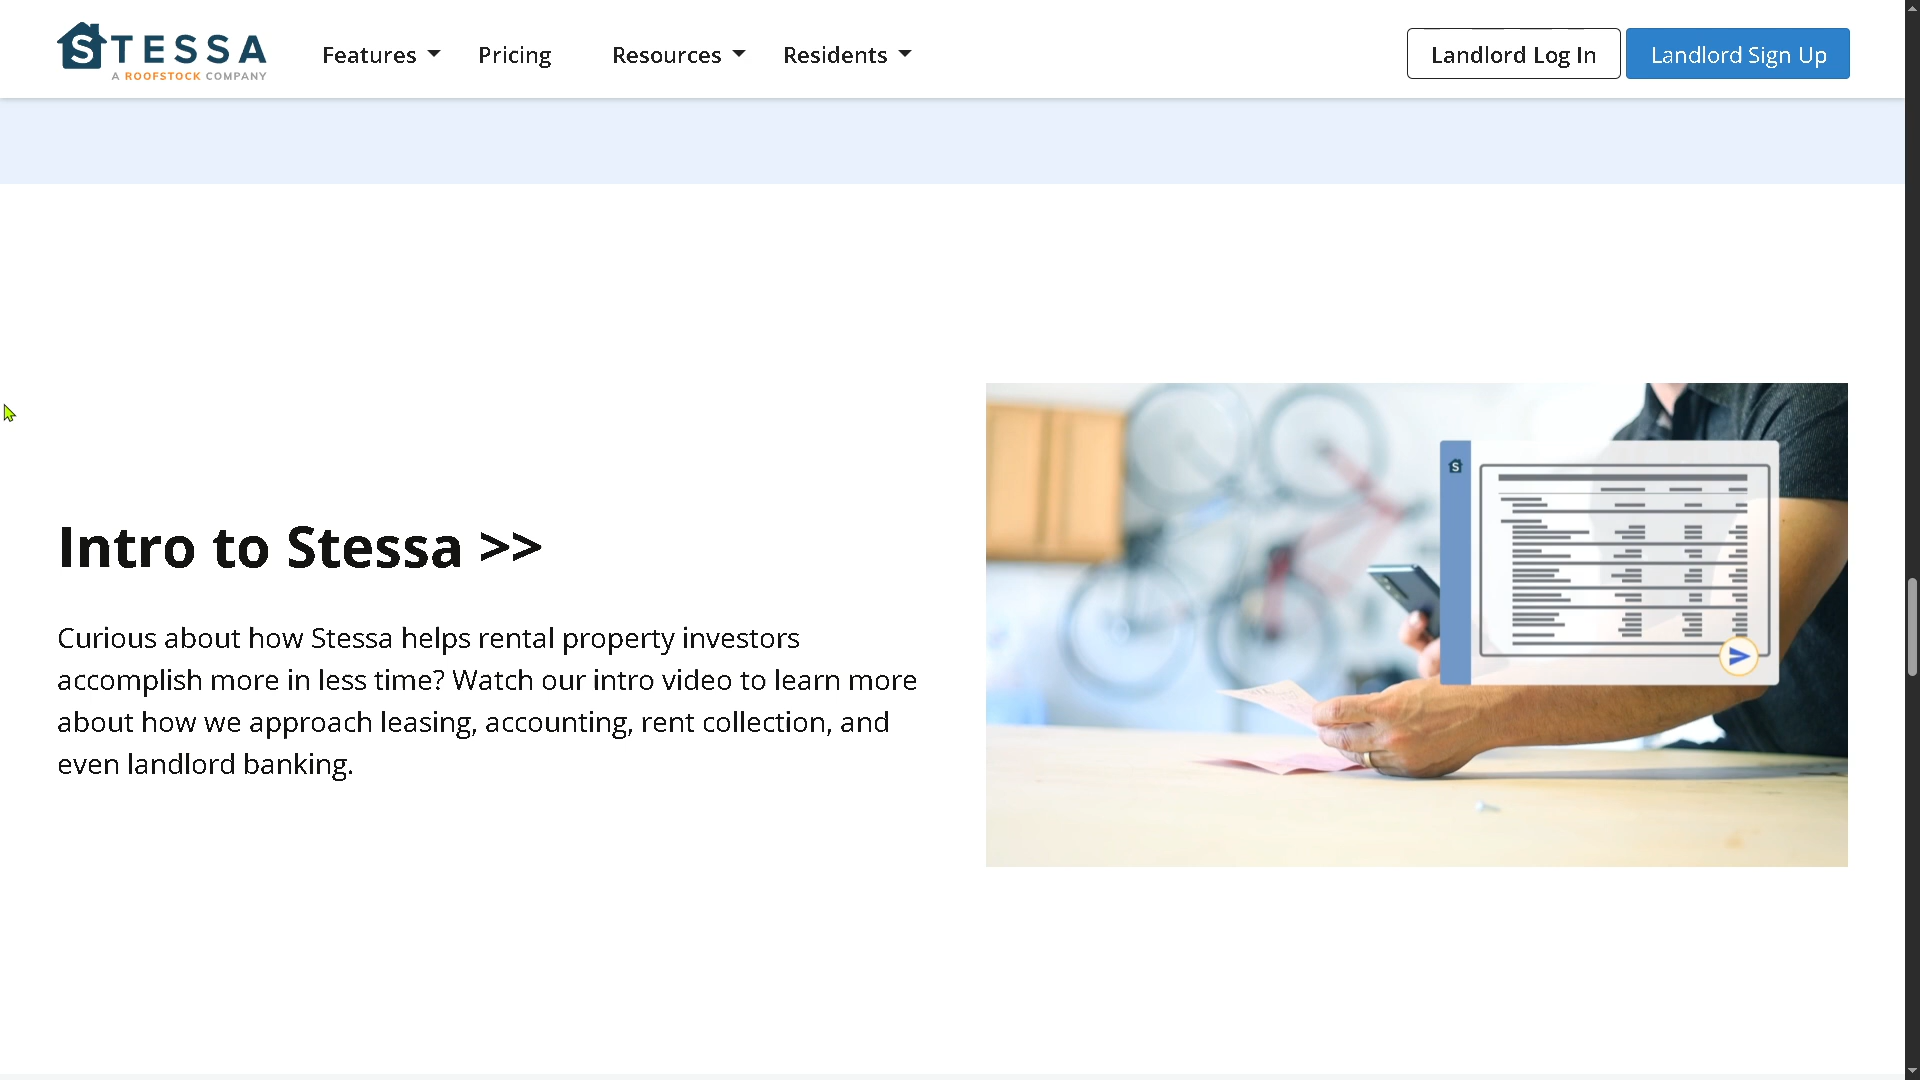 STESSA
A ROOFSTOCK COMPANY
Features
Pricing
Resources
Residents
Landlord Log In
Landlord Sign Up
Intro to Stessa >>
Curious about how Stessa helps rental property investors
accomplish more in less time? Watch our intro video to learn more
about how we approach leasing, accounting, rent collection, and
even landlord banking.
S